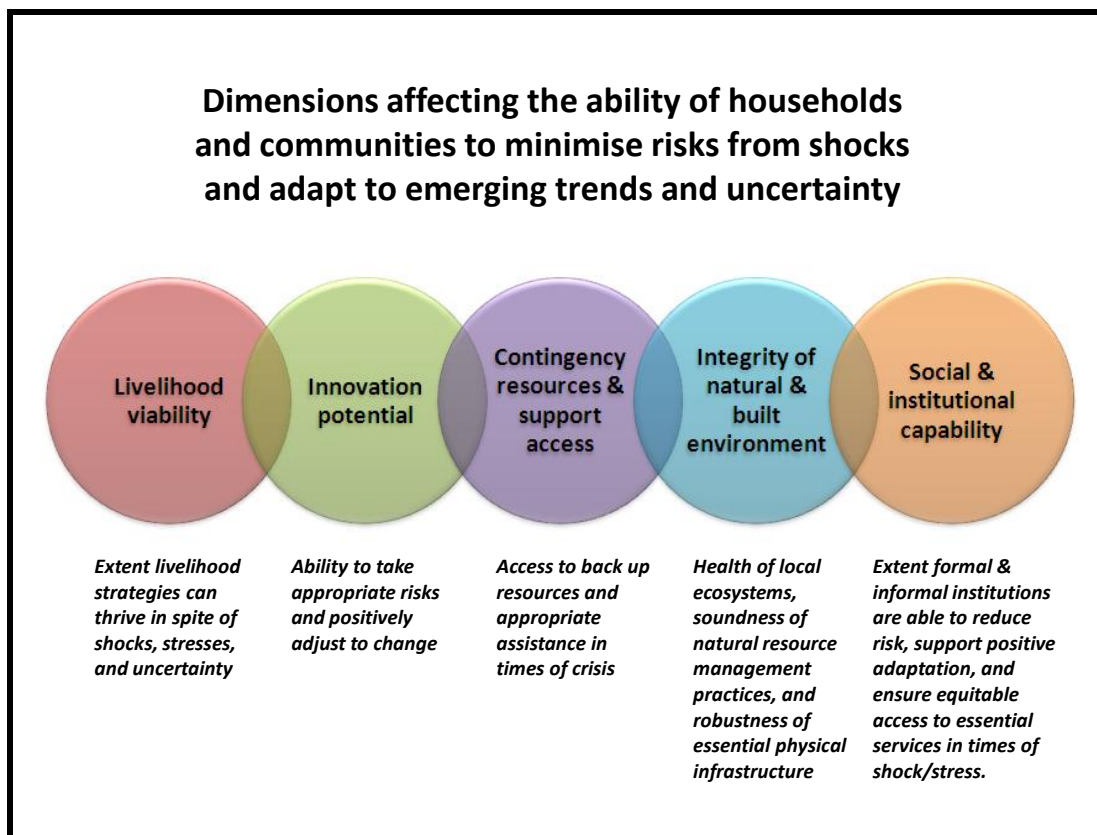 Dimensions affecting the ability of households
and communities to minimise risks from shocks
and adapt to emerging trends and uncertainty
Livelihood
viability
Innovation
potential
Contingency
resources &
support
access
Integrity of
natural &
built
environment
Social &
institutional
capability
Extent livelihood
strategies can
thrive in spite of
shocks, stresses,
and uncertainty
Ability to take
appropriate risks
and positively
adjust to change
Access to back up
resources and
appropriate
assistance in
times of crisis
Health of local
ecosystems,
soundness of
natural resource
management
practices, and
robustness of
essential physical
infrastructure
Extent formal &
informal institutions
are able to reduce
risk, support positive
adaptation, and
ensure equitable
access to essential
services in times of
shock/stress.